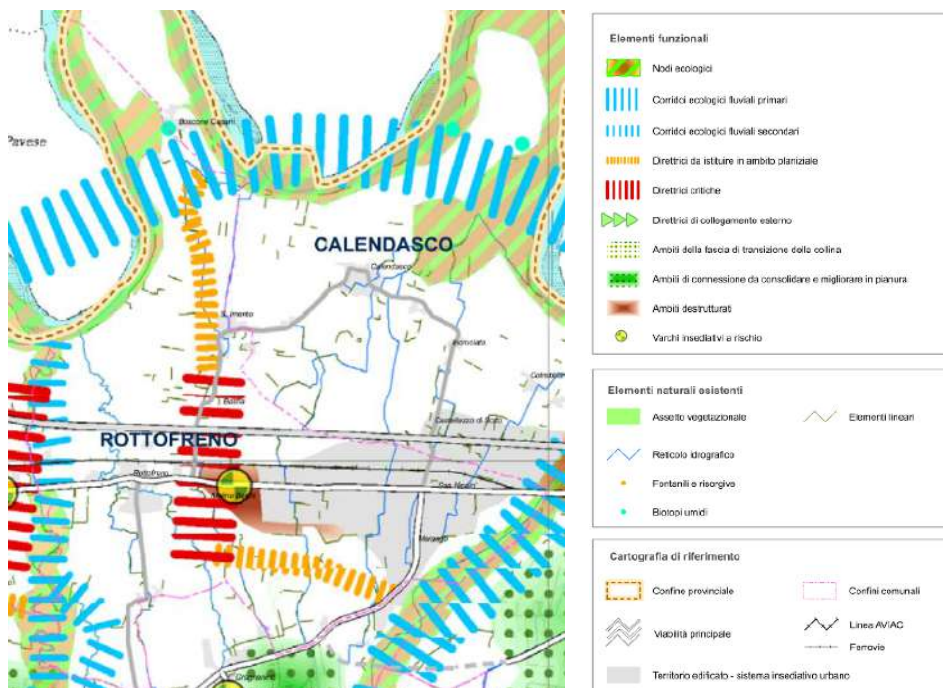 Pavese
Boscone Cusani
CALENDASCO
Calendasco
S. Imento
Incrociata
Cotrebbia
ROTTOFRENO
Rottofreno
San Nicolò
Gragnano
Elementi funzionali
Nodi ecologici
Corridoi ecologici fluviali primari
Corridoi ecologici fluviali secondari
Direttrici da istituire in ambito planiziale
Direttrici critiche
Direttrici di collegamento esterno
Ambiti della fascia di transizione della collina
Ambiti di connessione da consolidare e migliorare in pianura
Ambiti destrutturati
Varchi insediativi a rischio
Elementi naturali esistenti
Assetto vegetazionale
Elementi lineari
Reticolo idrografico
Fontanili e risorgive
Biotopi umidi
Cartografia di riferimento
Confine provinciale
Confini comunali
Viabilità principale
Linea AV/AC
Ferrovie
Territorio edificato - sistema insediativo urbano